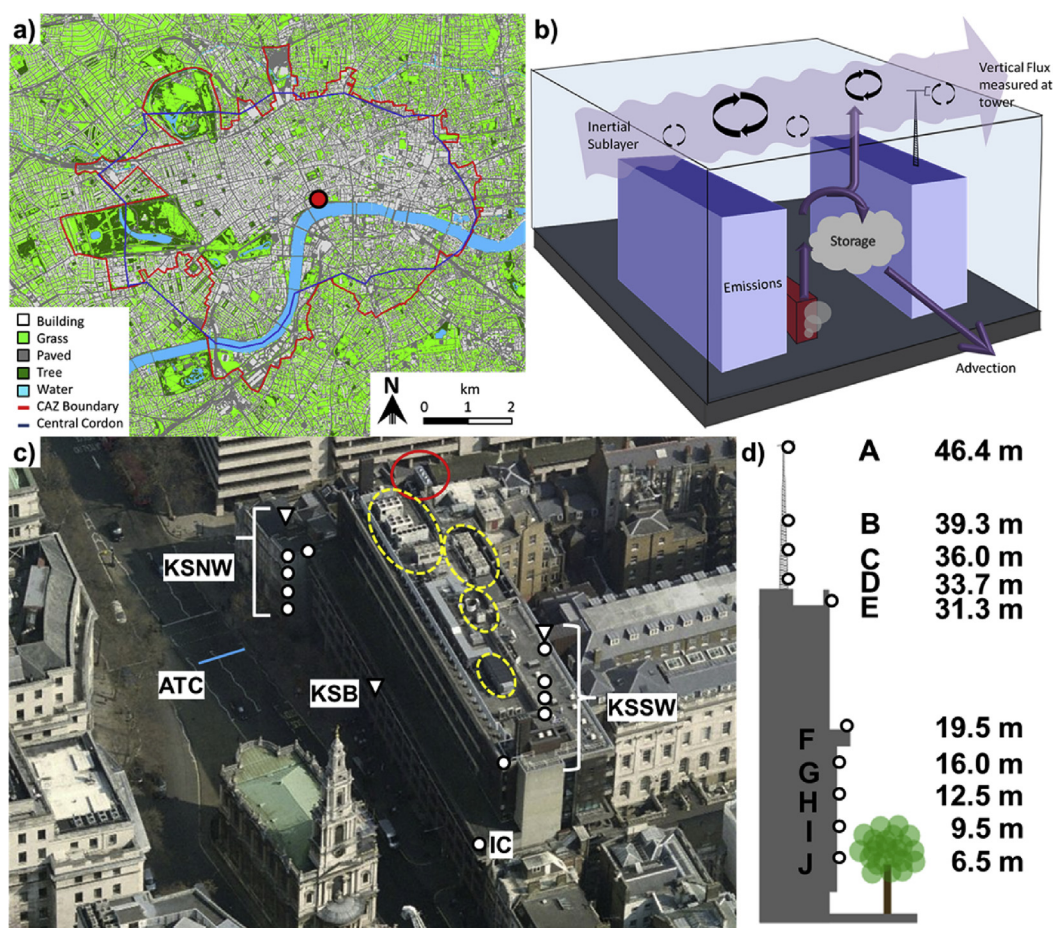 a)
Building
Grass
Paved
Tree
Water
CAZ Boundary
Central Cordon
N
km
0 1 2
b)
Vertical Flux
measured at
tower
Inertial
Sublayer
Storage
Emissions
Advection
c)
KSNW
ATC
KSB
KSSW
IC
d)
A 46.4 m
B 39.3 m
C 36.0 m
D 33.7 m
E 31.3 m
F 19.5 m
G 16.0 m
H 12.5 m
I 9.5 m
J 6.5 m